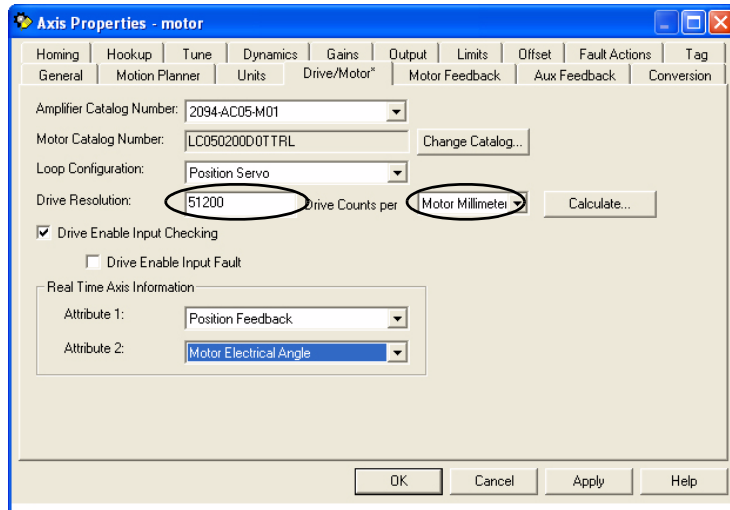 Axis Properties - motor
Homing Hookup Tune Dynamics Gains Output Limits Offset Fault Actions Tag
General Motion Planner Units Drive/Motor* Motor Feedback Aux Feedback Conversion
Amplifier Catalog Number: 2094-AC05-M01
Motor Catalog Number: LC050200D0TTRL Change Catalog...
Loop Configuration: Position Servo
Drive Resolution: 51200 Drive Counts per Motor Millimeter Calculate...
Drive Enable Input Checking
Drive Enable Input Fault
Real Time Axis Information
Attribute 1: Position Feedback
Attribute 2: Motor Electrical Angle
OK Cancel Apply Help